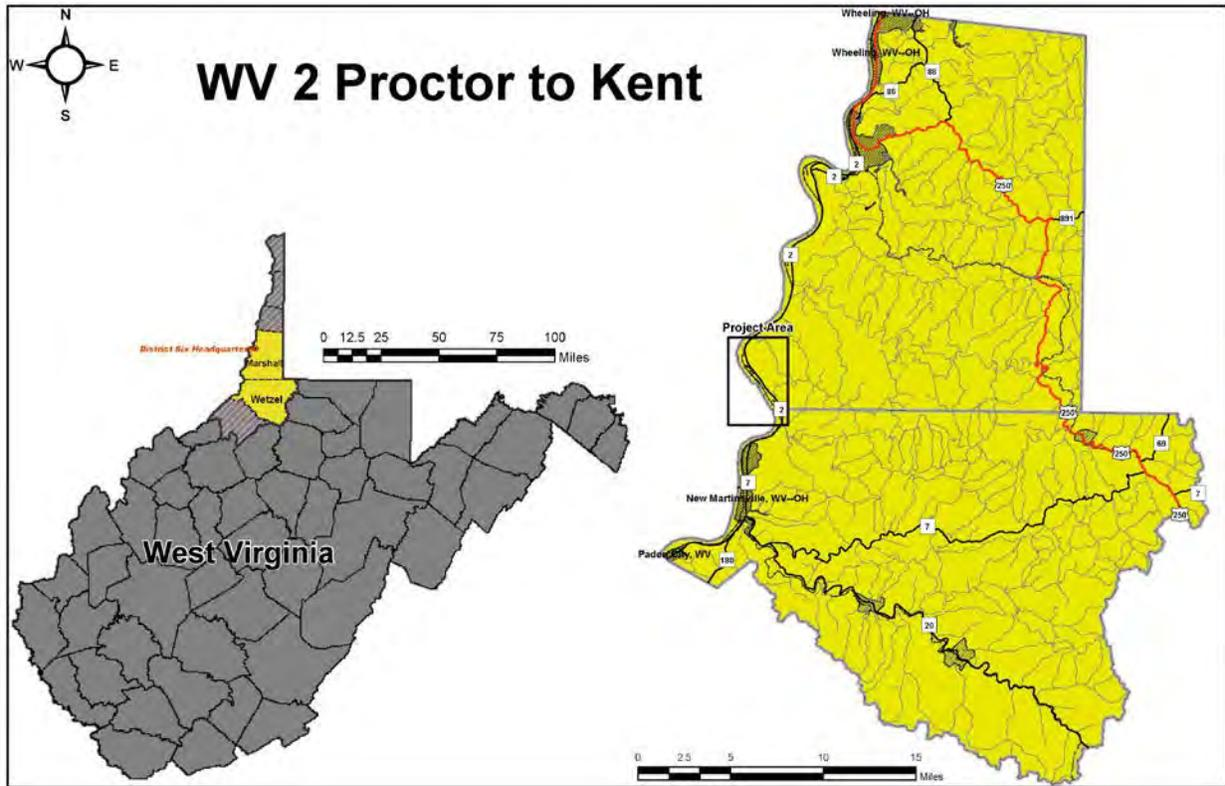 N
W E
S
WV 2 Proctor to Kent
District Six Headquarters
Marshall
Wetzel
0 12.5 25 50 75 100
Miles
West Virginia
Wheeling, WV--OH
Wheeling, WV--OH
88
86
2
2
250
891
2
Project Area
2
250
69
250
7
250
7
New Martinsville, WV--OH
7
Paden City, WV
180
20
0 2.5 5 10 15
Miles